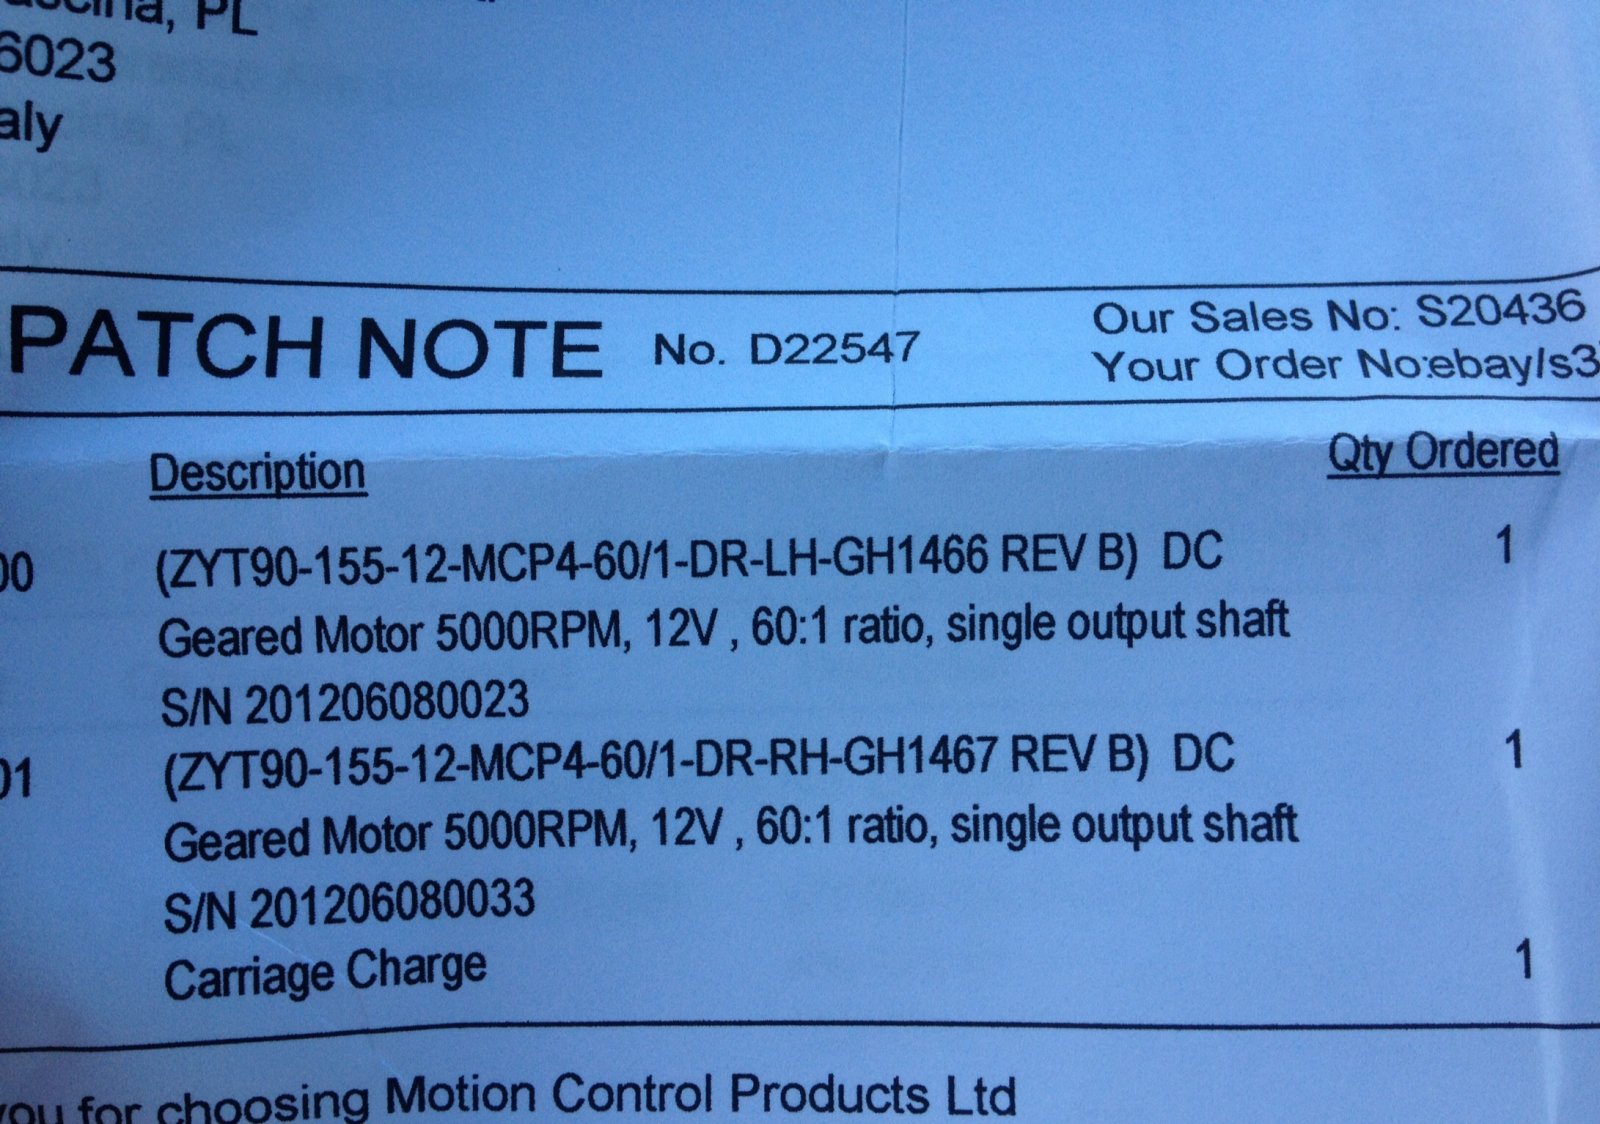 PL
6023
aly
PATCH NOTE No. D22547
Our Sales No: S20436
Your Order No:ebay/s3
Description Qty Ordered
00 (ZYT90-155-12-MCP4-60/1-DR-LH-GH1466 REV B) DC 1
Geared Motor 5000RPM, 12V , 60:1 ratio, single output shaft
S/N 201206080023
01 (ZYT90-155-12-MCP4-60/1-DR-RH-GH1467 REV B) DC 1
Geared Motor 5000RPM, 12V , 60:1 ratio, single output shaft
S/N 201206080033
Carriage Charge 1
you for choosing Motion Control Products Ltd